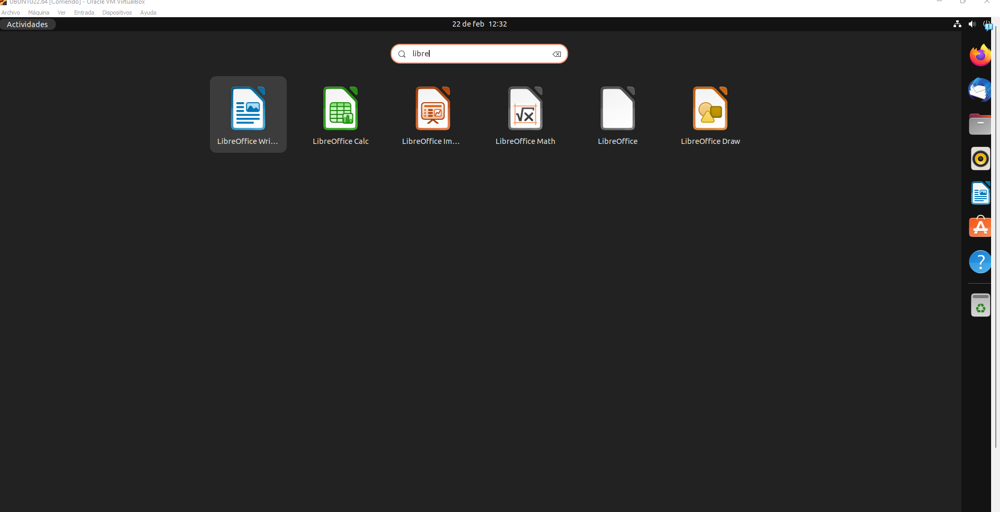 UBUNTU22.64 [Corriendo] - Oracle VM VirtualBox
Archivo Máquina Ver Entrada Dispositivos Ayuda
Actividades 22 de feb 12:32
libre
LibreOffice Wri... LibreOffice Calc LibreOffice Im... LibreOffice Math LibreOffice LibreOffice Draw